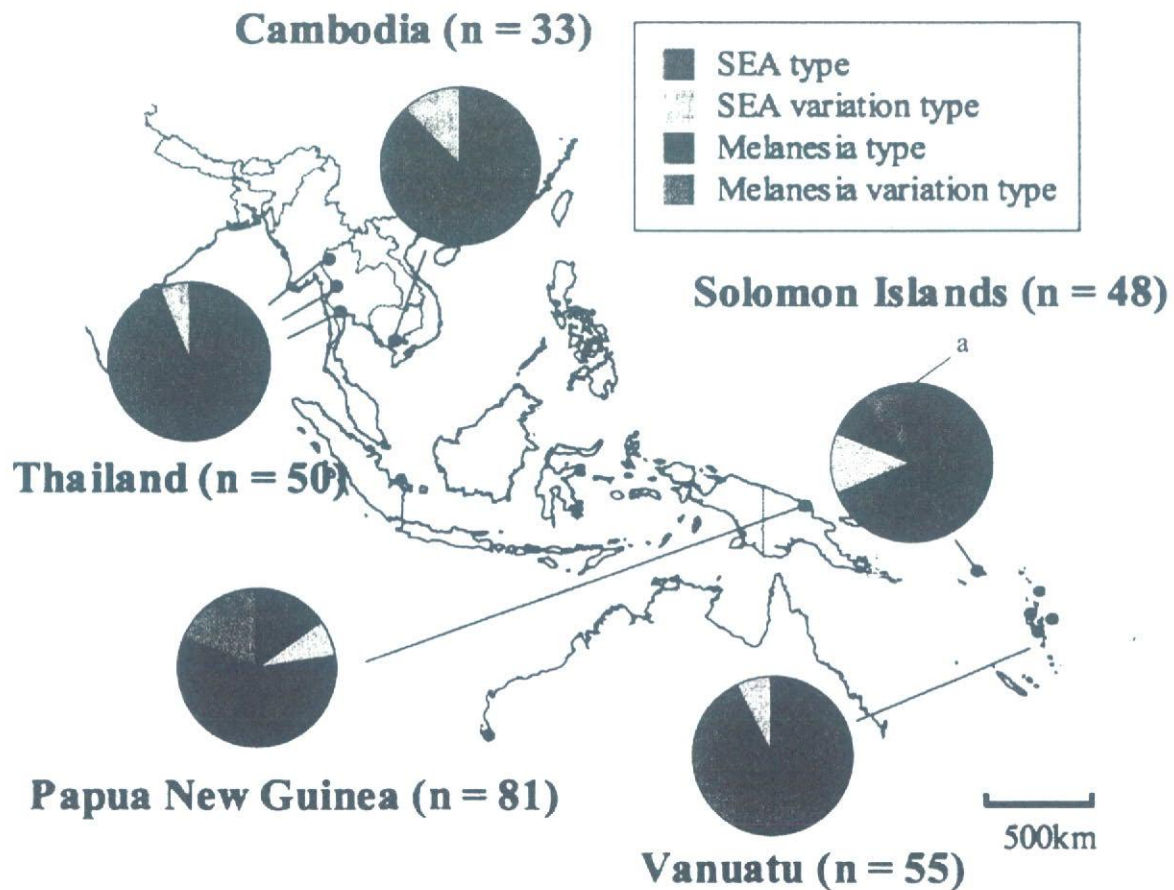 Cambodia (n = 33)
SEA type
SEA variation type
Melanesia type
Melanesia variation type
Solomon Islands (n = 48)
a
Thailand (n = 50)
Papua New Guinea (n = 81)
500km
Vanuatu (n = 55)